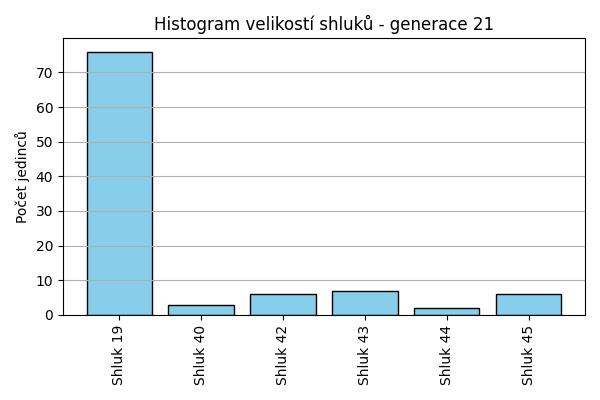 Histogram velikostí shluků - generace 21
Počet jedinců
70
60
50
40
30
20
10
0
Shluk 19
Shluk 40
Shluk 42
Shluk 43
Shluk 44
Shluk 45